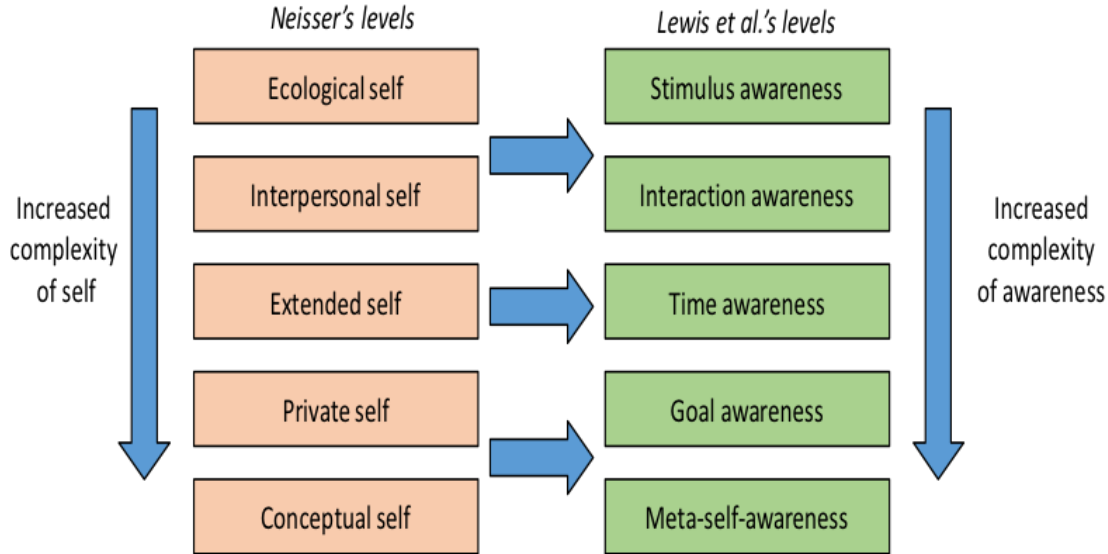 Neisser's levels
Lewis et al.'s levels
Ecological self
Stimulus awareness
Interpersonal self
Interaction awareness
Increased
complexity
of self
Increased
complexity
of awareness
Extended self
Time awareness
Private self
Goal awareness
Conceptual self
Meta-self-awareness